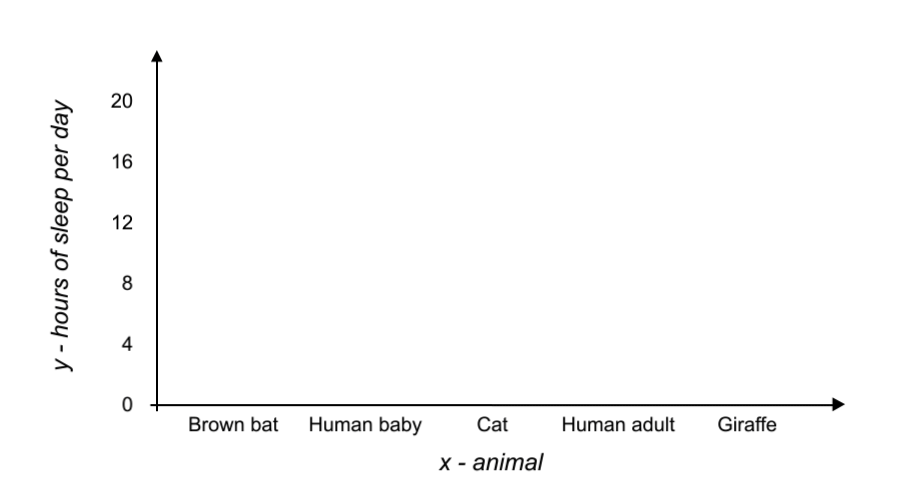 y - hours of sleep per day
20
16
12
8
4
0
Brown bat Human baby Cat Human adult Giraffe
x - animal